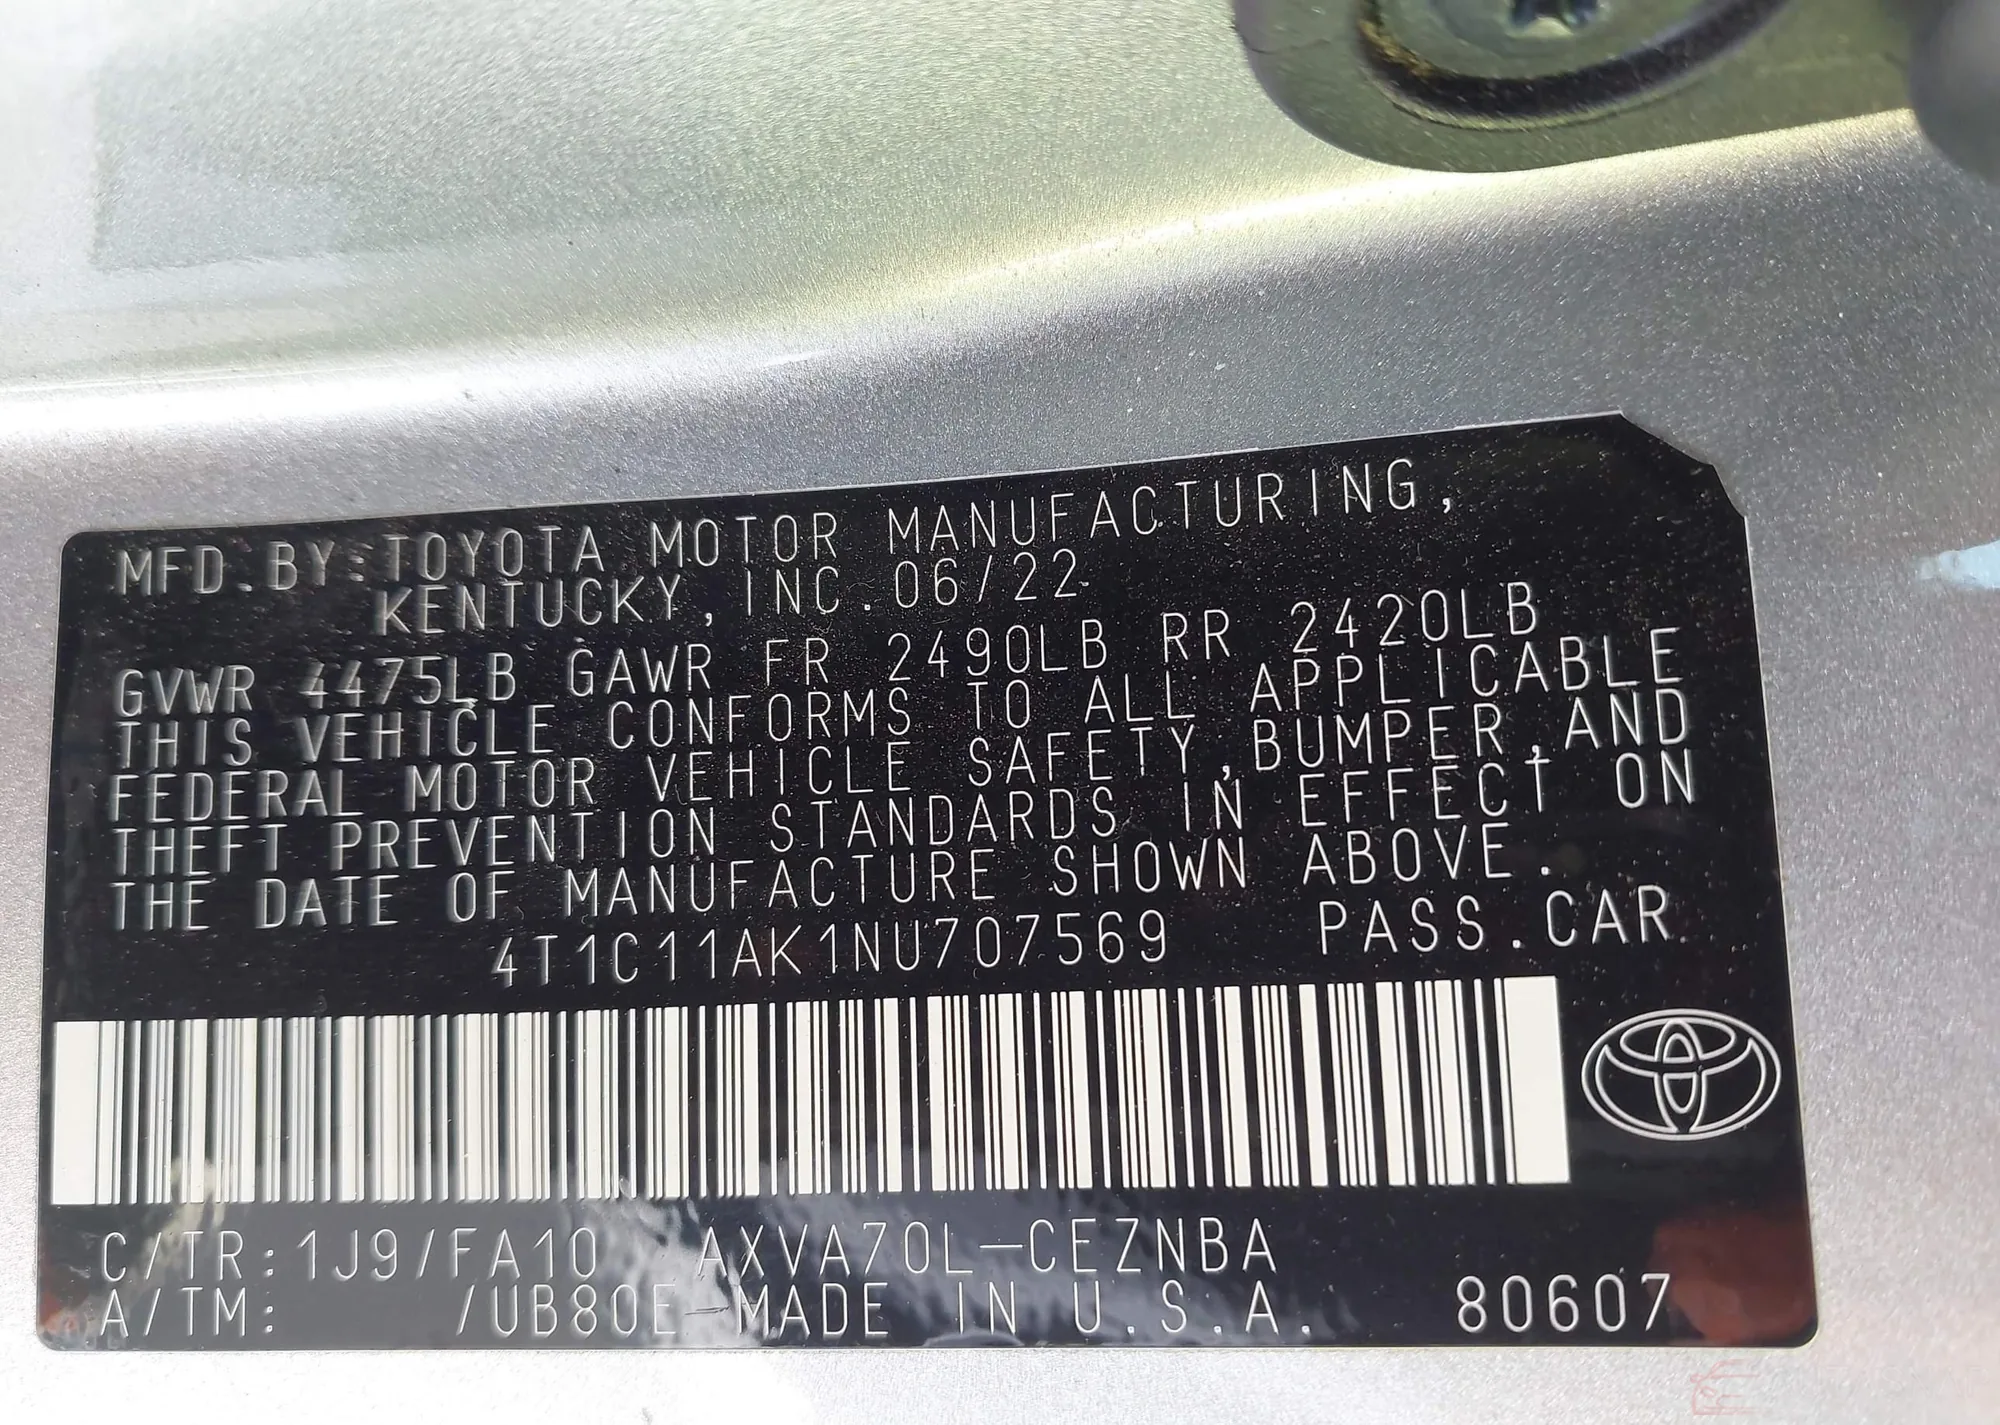 MFD.BY:TOYOTA MOTOR MANUFACTURING,
KENTUCKY, INC. 06/22
GVWR 4475LB GAWR FR 2490LB RR 2420LB
THIS VEHICLE CONFORMS TO ALL APPLICABLE
FEDERAL MOTOR VEHICLE SAFETY,BUMPER,AND
THEFT PREVENTION STANDARDS IN EFFECT ON
THE DATE OF MANUFACTURE SHOWN ABOVE.
4T1C11AK1NU707569 PASS.CAR
C/TR:1J9/FA10 AXVA70L-CEZNBA
A/TM: /UB80E MADE IN U.S.A. 80607